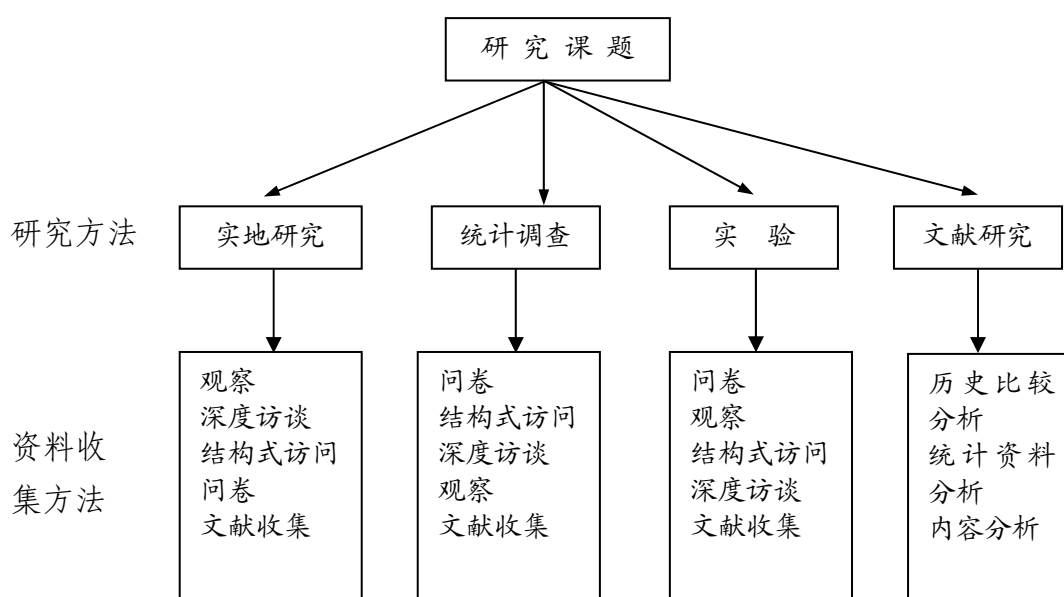 研 究 课 题
研究方法
实地研究
统计调查
实 验
文献研究
资料收
集方法
观察
深度访谈
结构式访问
问卷
文献收集
问卷
结构式访问
深度访谈
观察
文献收集
问卷
观察
结构式访问
深度访谈
文献收集
历史比较
分析
统计资料
分析
内容分析